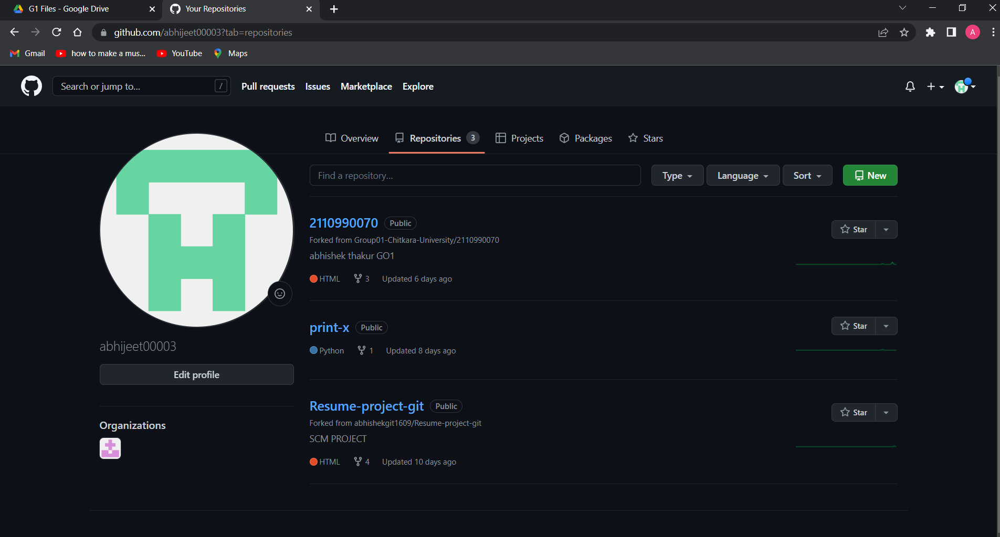 G1 Files - Google Drive
Your Repositories
github.com/abhijeet00003?tab=repositories
A
Gmail
how to make a mus...
YouTube
Maps
Search or jump to...
/
Pull requests
Issues
Marketplace
Explore
Overview
Repositories 3
Projects
Packages
Stars
Find a repository...
Type
Language
Sort
New
2110990070 Public
Star
Forked from Group01-Chitkara-University/2110990070
abhishek thakur GO1
HTML 3 Updated 6 days ago
print-x Public
Star
Python 1 Updated 8 days ago
Resume-project-git Public
Star
Forked from abhishekgit1609/Resume-project-git
SCM PROJECT
HTML 4 Updated 10 days ago
abhijeet00003
Edit profile
Organizations